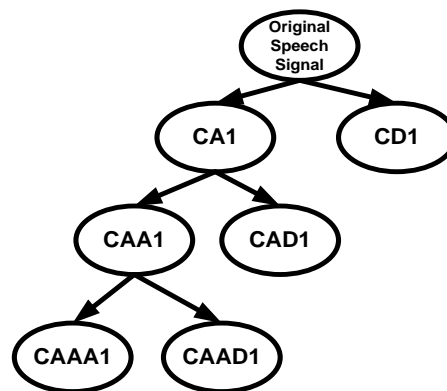 Original
Speech
Signal
CA1
CD1
CAA1
CAD1
CAAA1
CAAD1